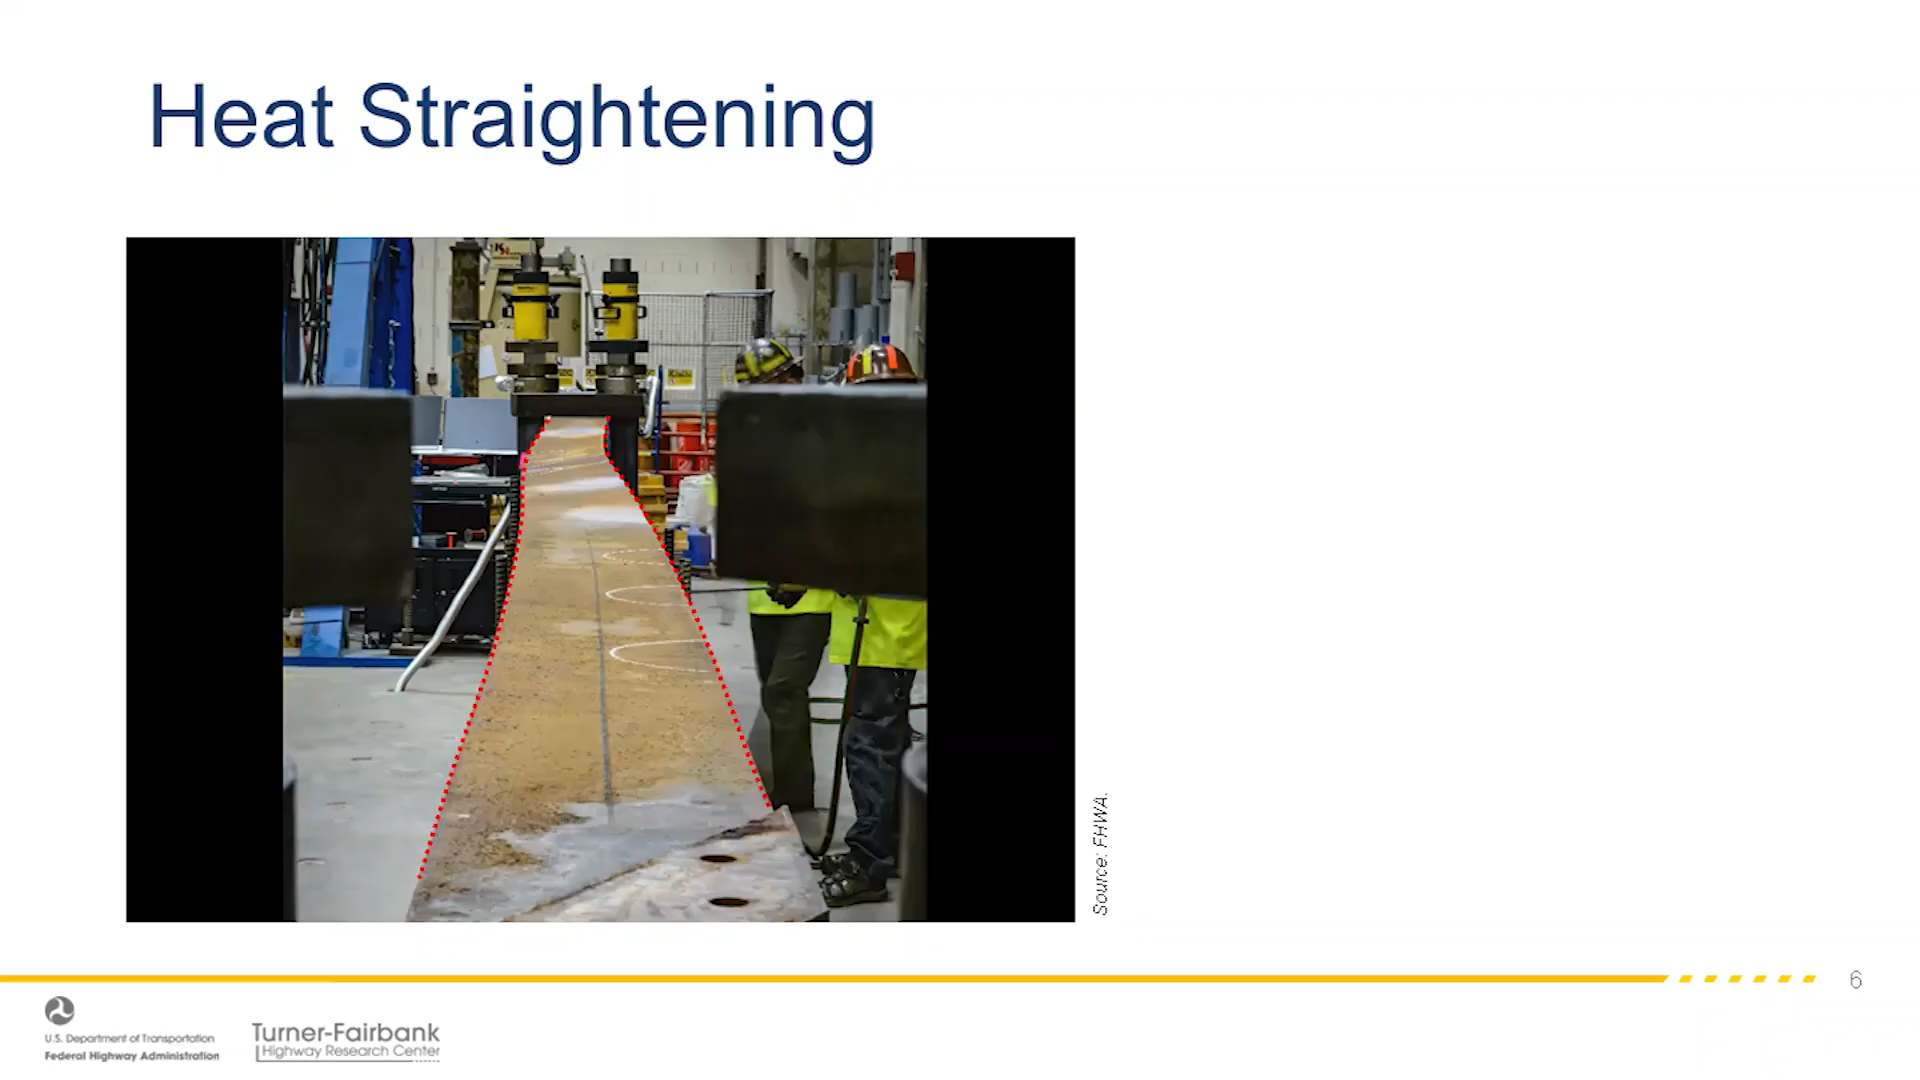 Heat Straightening
Source: FHWA.
6
U.S. Department of Transportation
Federal Highway Administration
Turner-Fairbank
Highway Research Center